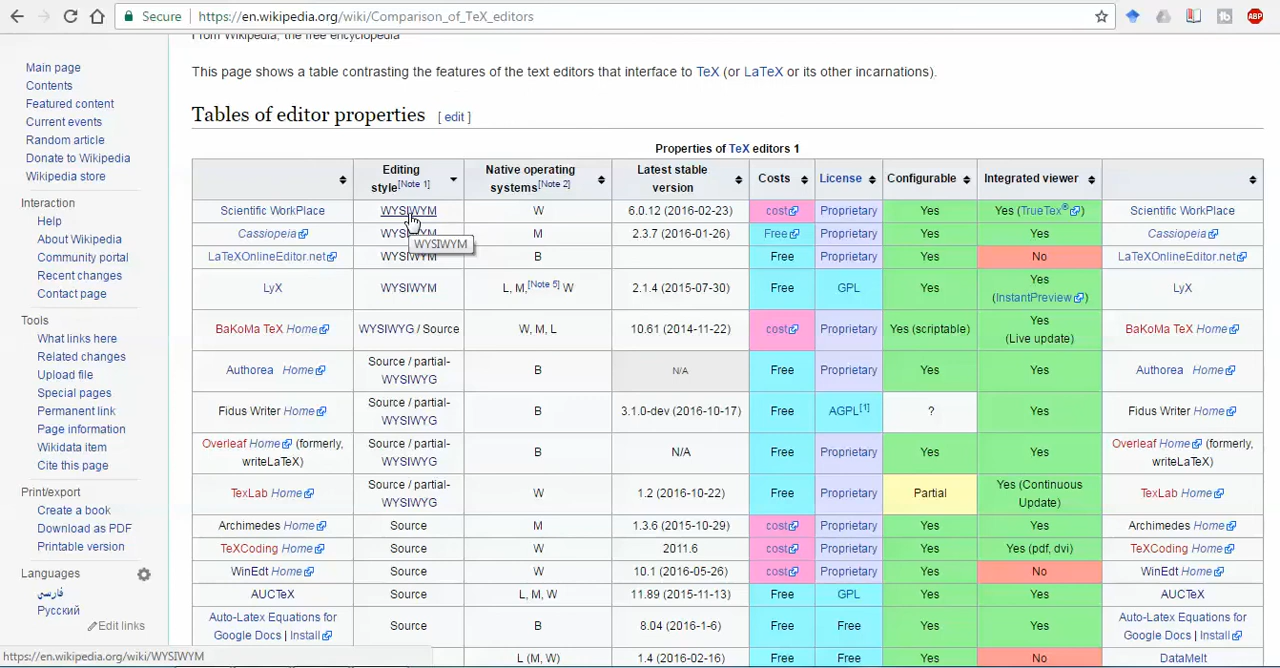 Secure https://en.wikipedia.org/wiki/Comparison_of_TeX_editors
ABP
From Wikipedia, the free encyclopedia
This page shows a table contrasting the features of the text editors that interface to TeX (or LaTeX or its other incarnations).
Tables of editor properties [ edit ]
Main page
Contents
Featured content
Current events
Random article
Donate to Wikipedia
Wikipedia store
Interaction
Help
About Wikipedia
Community portal
Recent changes
Contact page
Tools
What links here
Related changes
Upload file
Special pages
Permanent link
Page information
Wikidata item
Cite this page
Print/export
Create a book
Download as PDF
Printable version
Languages
فارسی
Русский
Edit links
Properties of TeX editors 1
Editing style[Note 1] Native operating systems[Note 2] Latest stable version Costs License Configurable Integrated viewer
Scientific WorkPlace WYSIWYM W 6.0.12 (2016-02-23) cost Proprietary Yes Yes (TrueTex®) Scientific WorkPlace
Cassiopeia WYSIWYM M 2.3.7 (2016-01-26) Free Proprietary Yes Yes Cassiopeia
WYSIWYM
LaTeXOnlineEditor.net WYSIWYM B Free Proprietary Yes No LaTeXOnlineEditor.net
LyX WYSIWYM L, M,[Note 5] W 2.1.4 (2015-07-30) Free GPL Yes Yes (InstantPreview) LyX
BaKoMa TeX Home WYSIWYG / Source W, M, L 10.61 (2014-11-22) cost Proprietary Yes (scriptable) Yes (Live update) BaKoMa TeX Home
Authorea Home Source / partial-WYSIWYG B N/A Free Proprietary Yes Yes Authorea Home
Fidus Writer Home Source / partial-WYSIWYG B 3.1.0-dev (2016-10-17) Free AGPL[1] ? Yes Fidus Writer Home
Overleaf Home (formerly, writeLaTeX) Source / partial-WYSIWYG B N/A Free Proprietary Yes Yes Overleaf Home (formerly, writeLaTeX)
TexLab Home Source / partial-WYSIWYG W 1.2 (2016-10-22) Free Proprietary Partial Yes (Continuous Update) TexLab Home
Archimedes Home Source M 1.3.6 (2015-10-29) cost Proprietary Yes Yes Archimedes Home
TeXCoding Home Source W 2011.6 cost Proprietary Yes Yes (pdf, dvi) TeXCoding Home
WinEdt Home Source W 10.1 (2016-05-26) cost Proprietary Yes No WinEdt Home
AUCTeX Source L, M, W 11.89 (2015-11-13) Free GPL Yes Yes AUCTeX
Auto-Latex Equations for Google Docs | Install Source B 8.04 (2016-1-6) Free Free Yes Yes Auto-Latex Equations for Google Docs | Install
L (M, W) 1.4 (2016-02-16) Free Free Yes No DataMelt
https://en.wikipedia.org/wiki/WYSIWYM